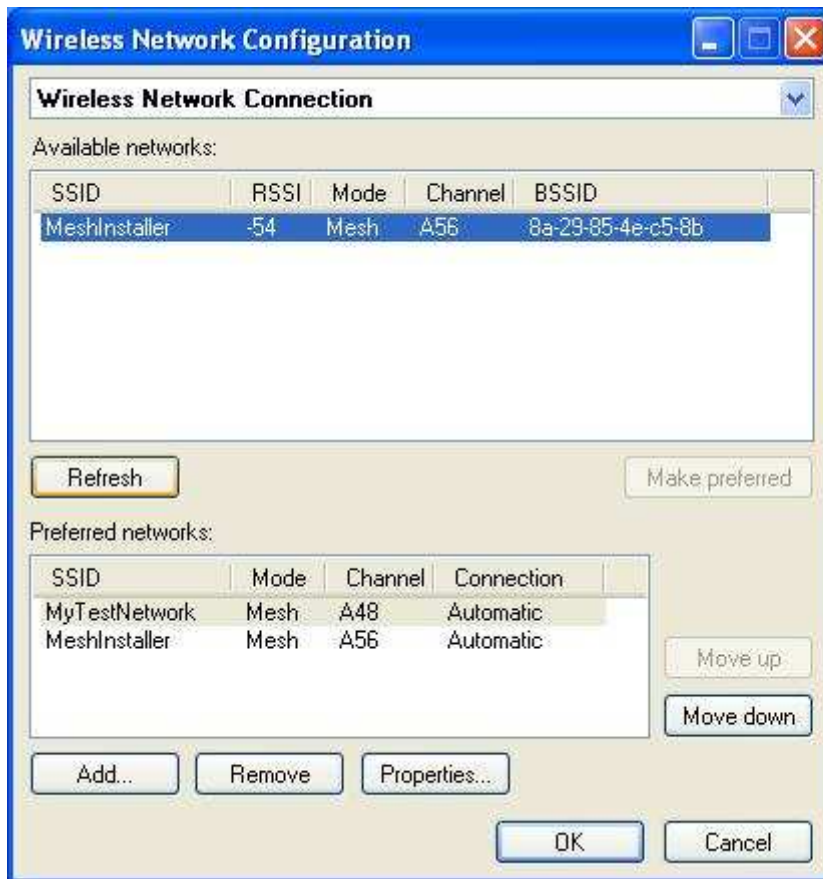 Wireless Network Configuration
Wireless Network Connection
Available networks:
SSID RSSI Mode Channel BSSID
MeshInstaller -54 Mesh A56 8a-29-85-4e-c5-8b
Refresh Make preferred
Preferred networks:
SSID Mode Channel Connection
MyTestNetwork Mesh A48 Automatic
MeshInstaller Mesh A56 Automatic
Move up
Move down
Add... Remove Properties...
OK Cancel